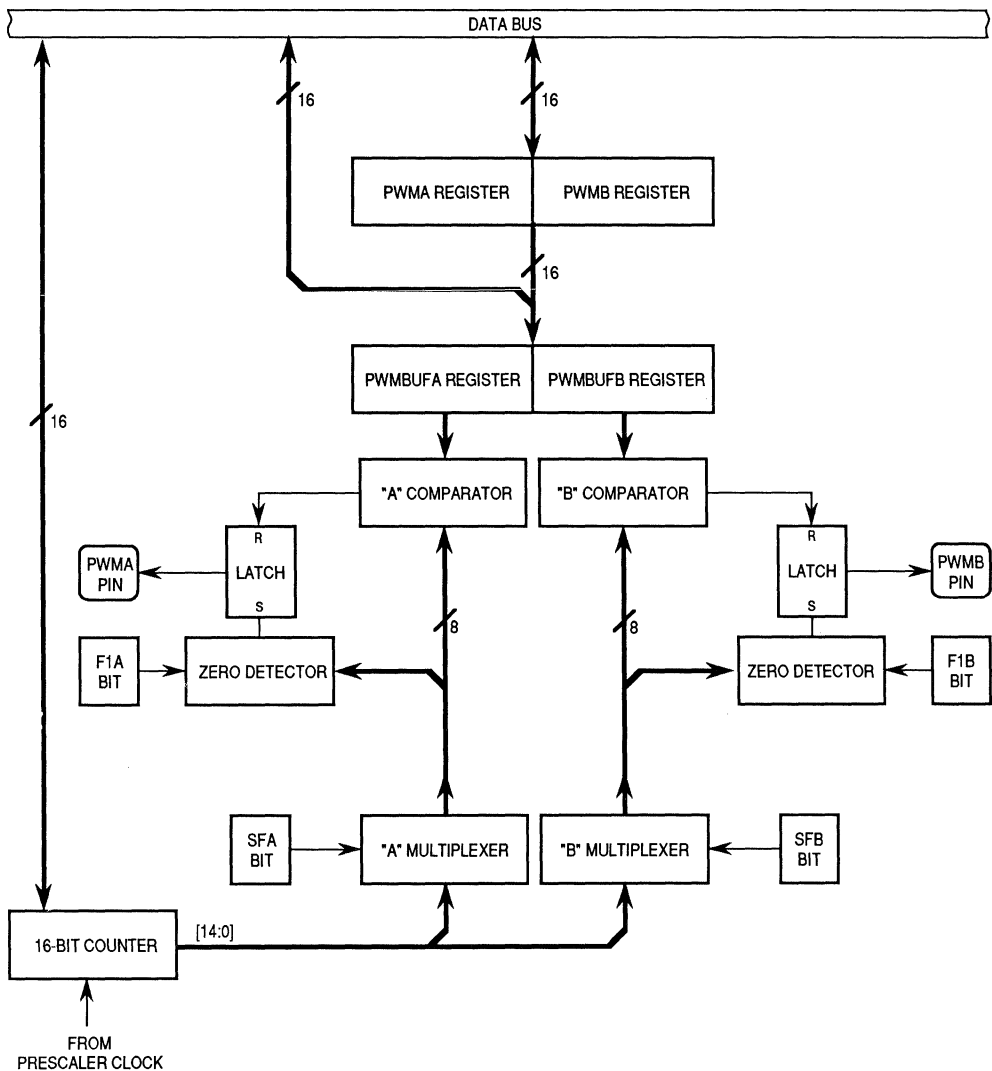 DATA BUS
16
16
PWMA REGISTER
PWMB REGISTER
16
PWMBUFA REGISTER
PWMBUFB REGISTER
16
"A" COMPARATOR
"B" COMPARATOR
R
LATCH
S
R
LATCH
S
PWMA
PIN
PWMB
PIN
8
8
F1A
BIT
ZERO DETECTOR
ZERO DETECTOR
F1B
BIT
SFA
BIT
"A" MULTIPLEXER
"B" MULTIPLEXER
SFB
BIT
16-BIT COUNTER
[14:0]
FROM
PRESCALER CLOCK